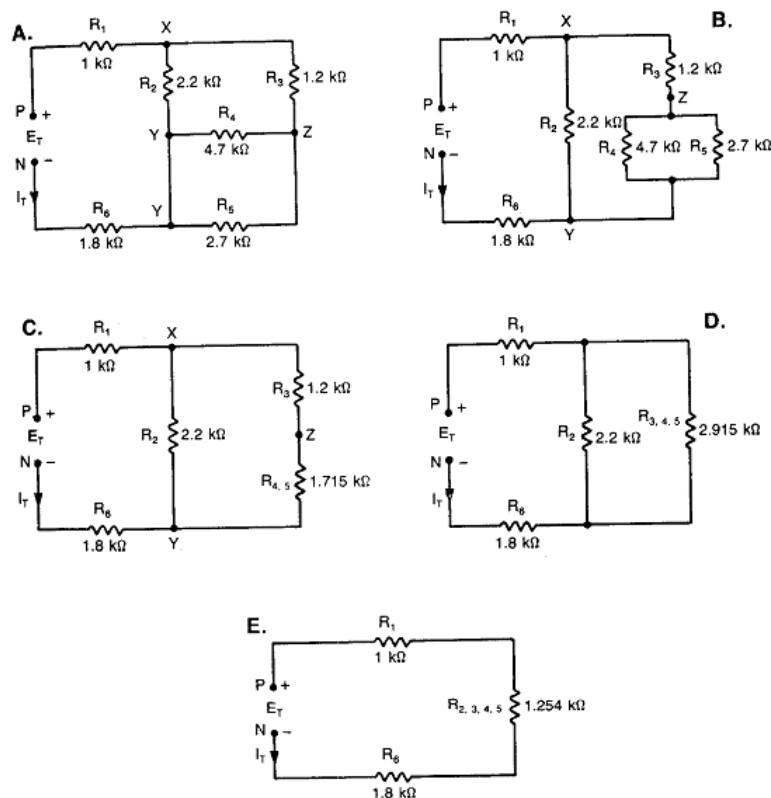 A.
R1
1 kΩ
X
R2
2.2 kΩ
R3
1.2 kΩ
P
+
ET
N
−
IT
Y
R4
4.7 kΩ
Z
R6
1.8 kΩ
Y
R5
2.7 kΩ
B.
R1
1 kΩ
X
R3
1.2 kΩ
Z
P
+
ET
N
−
IT
R2
2.2 kΩ
R4
4.7 kΩ
R5
2.7 kΩ
R6
1.8 kΩ
Y
C.
R1
1 kΩ
X
R3
1.2 kΩ
P
+
ET
N
−
IT
R2
2.2 kΩ
Z
R4, 5
1.715 kΩ
R6
1.8 kΩ
Y
D.
R1
1 kΩ
P
+
ET
N
−
IT
R2
2.2 kΩ
R3, 4, 5
2.915 kΩ
R6
1.8 kΩ
E.
R1
1 kΩ
P
+
ET
N
−
IT
R2, 3, 4, 5
1.254 kΩ
R6
1.8 kΩ